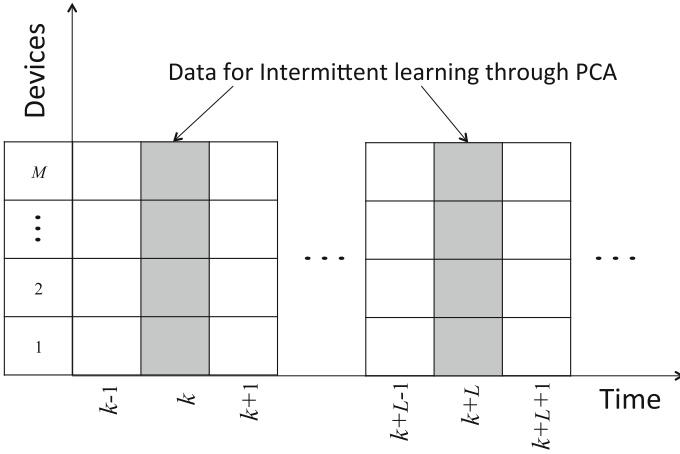 Devices
Data for Intermittent learning through PCA
M
⋮
2
1
. . .
. . .
k-1
k
k+1
k+L-1
k+L
k+L+1
Time